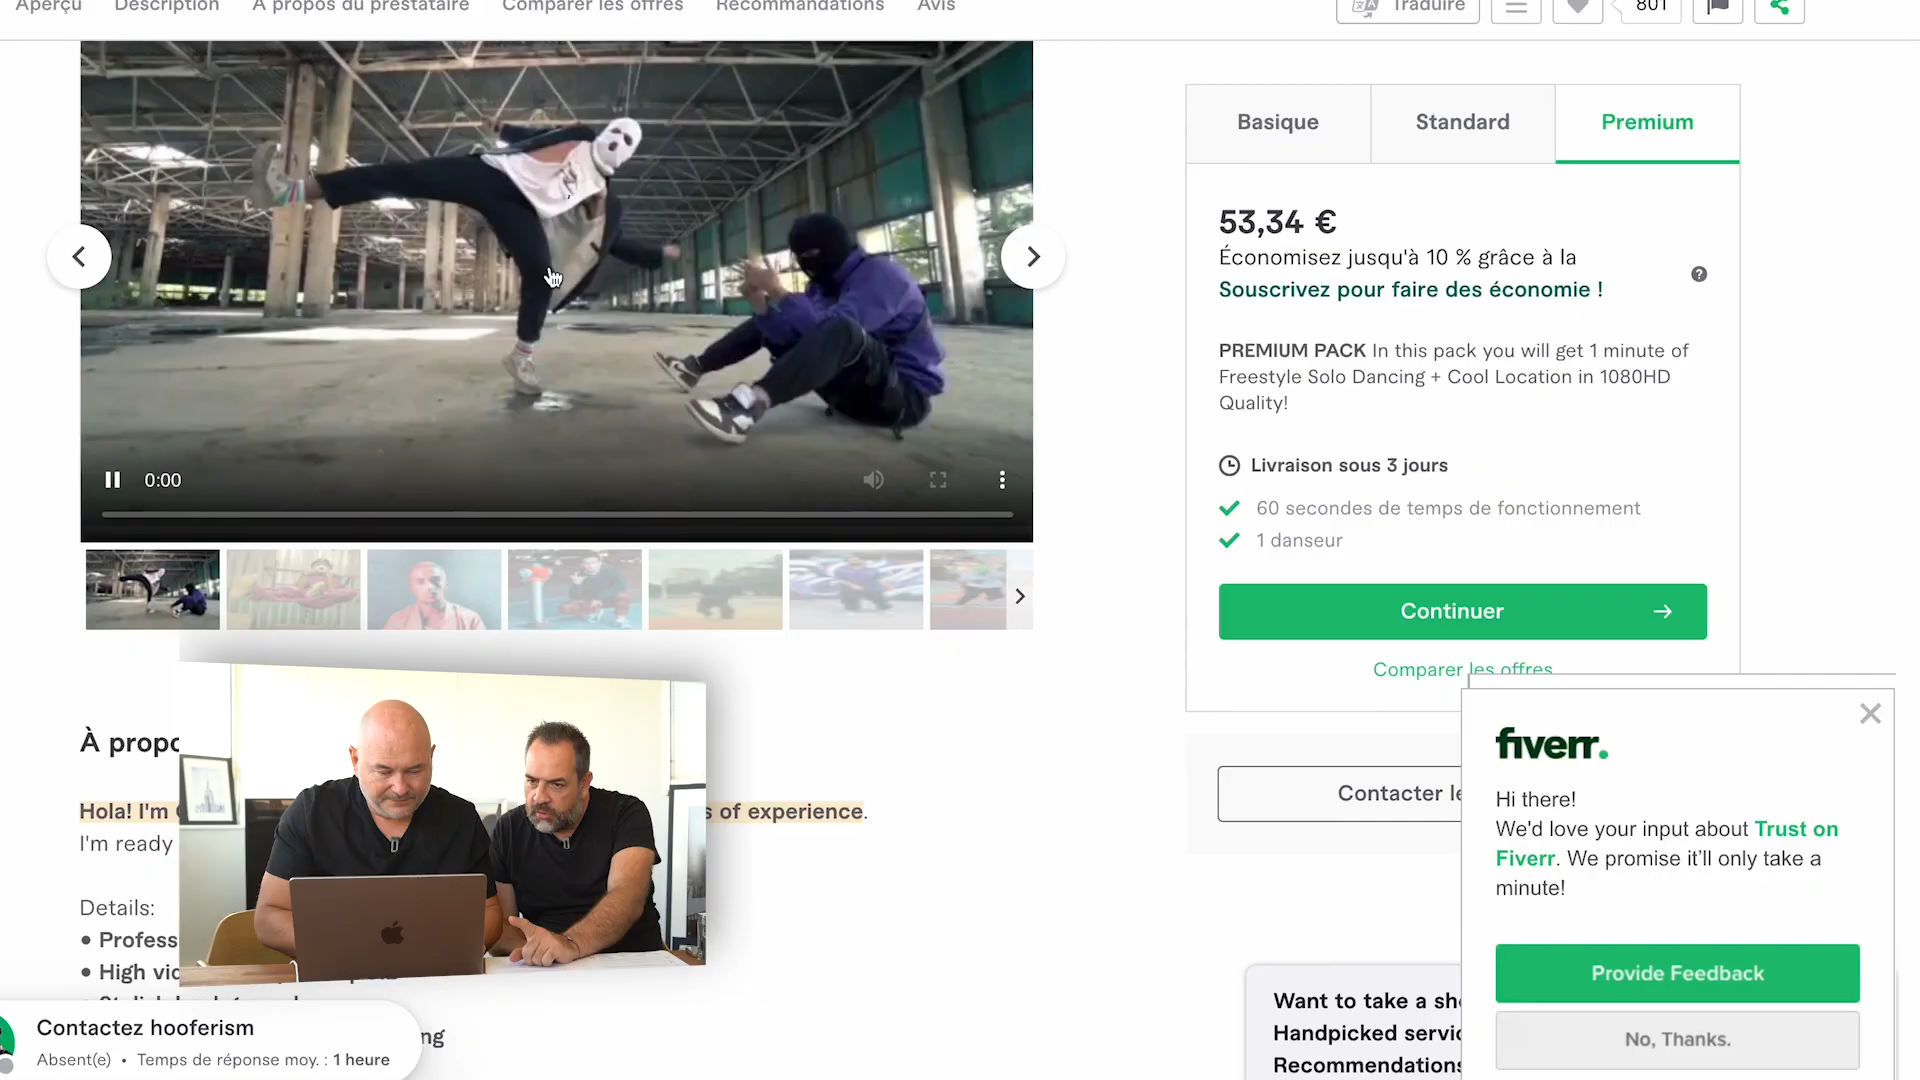 Aperçu Description À propos du prestataire Comparer les offres Recommandations Avis
Traduire
801
Basique Standard Premium
53,34 €
Économisez jusqu'à 10 % grâce à la
Souscrivez pour faire des économie !
PREMIUM PACK In this pack you will get 1 minute of
Freestyle Solo Dancing + Cool Location in 1080HD
Quality!
Livraison sous 3 jours
60 secondes de temps de fonctionnement
1 danseur
Continuer
Comparer les offres
0:00
À propo
Hola! I'm
s of experience.
I'm ready
Details:
• Profess
• High vid
ng
Contactez hooferism
Absent(e) • Temps de réponse moy. : 1 heure
Contacter le
fiverr.
Hi there!
We'd love your input about Trust on
Fiverr. We promise it'll only take a
minute!
Provide Feedback
No, Thanks.
Want to take a sho
Handpicked servic
Recommendations